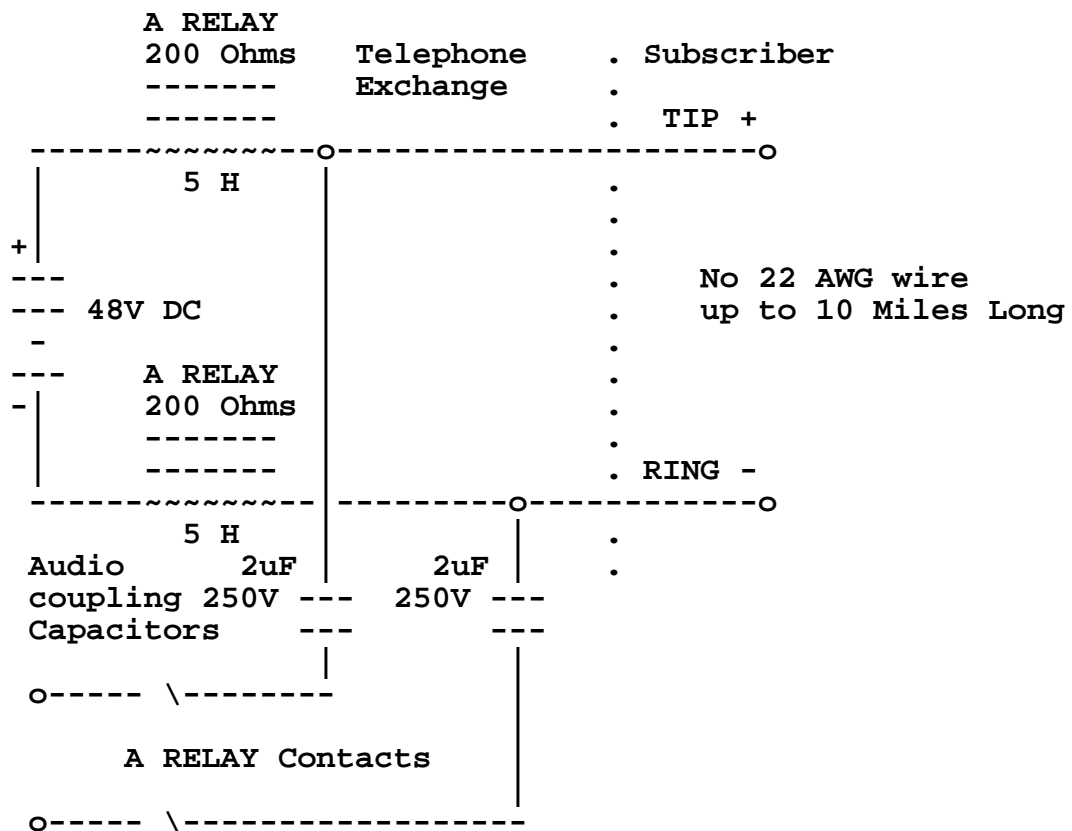 A RELAY
200 Ohms Telephone . Subscriber
------- Exchange .
------- . TIP +
------~~~~~~~--o----------------------o
| 5 H | .
| | .
+| | .
--- | . No 22 AWG wire
--- 48V DC | . up to 10 Miles Long
- | .
--- A RELAY | .
-| 200 Ohms | .
| ------- | .
| ------- | . RING -
------~~~~~~~--|---------o------------o
5 H | | .
Audio 2uF | 2uF | .
coupling 250V --- 250V ---
Capacitors --- ---
| |
o----- \-------- |
A RELAY Contacts |
o----- \------------------